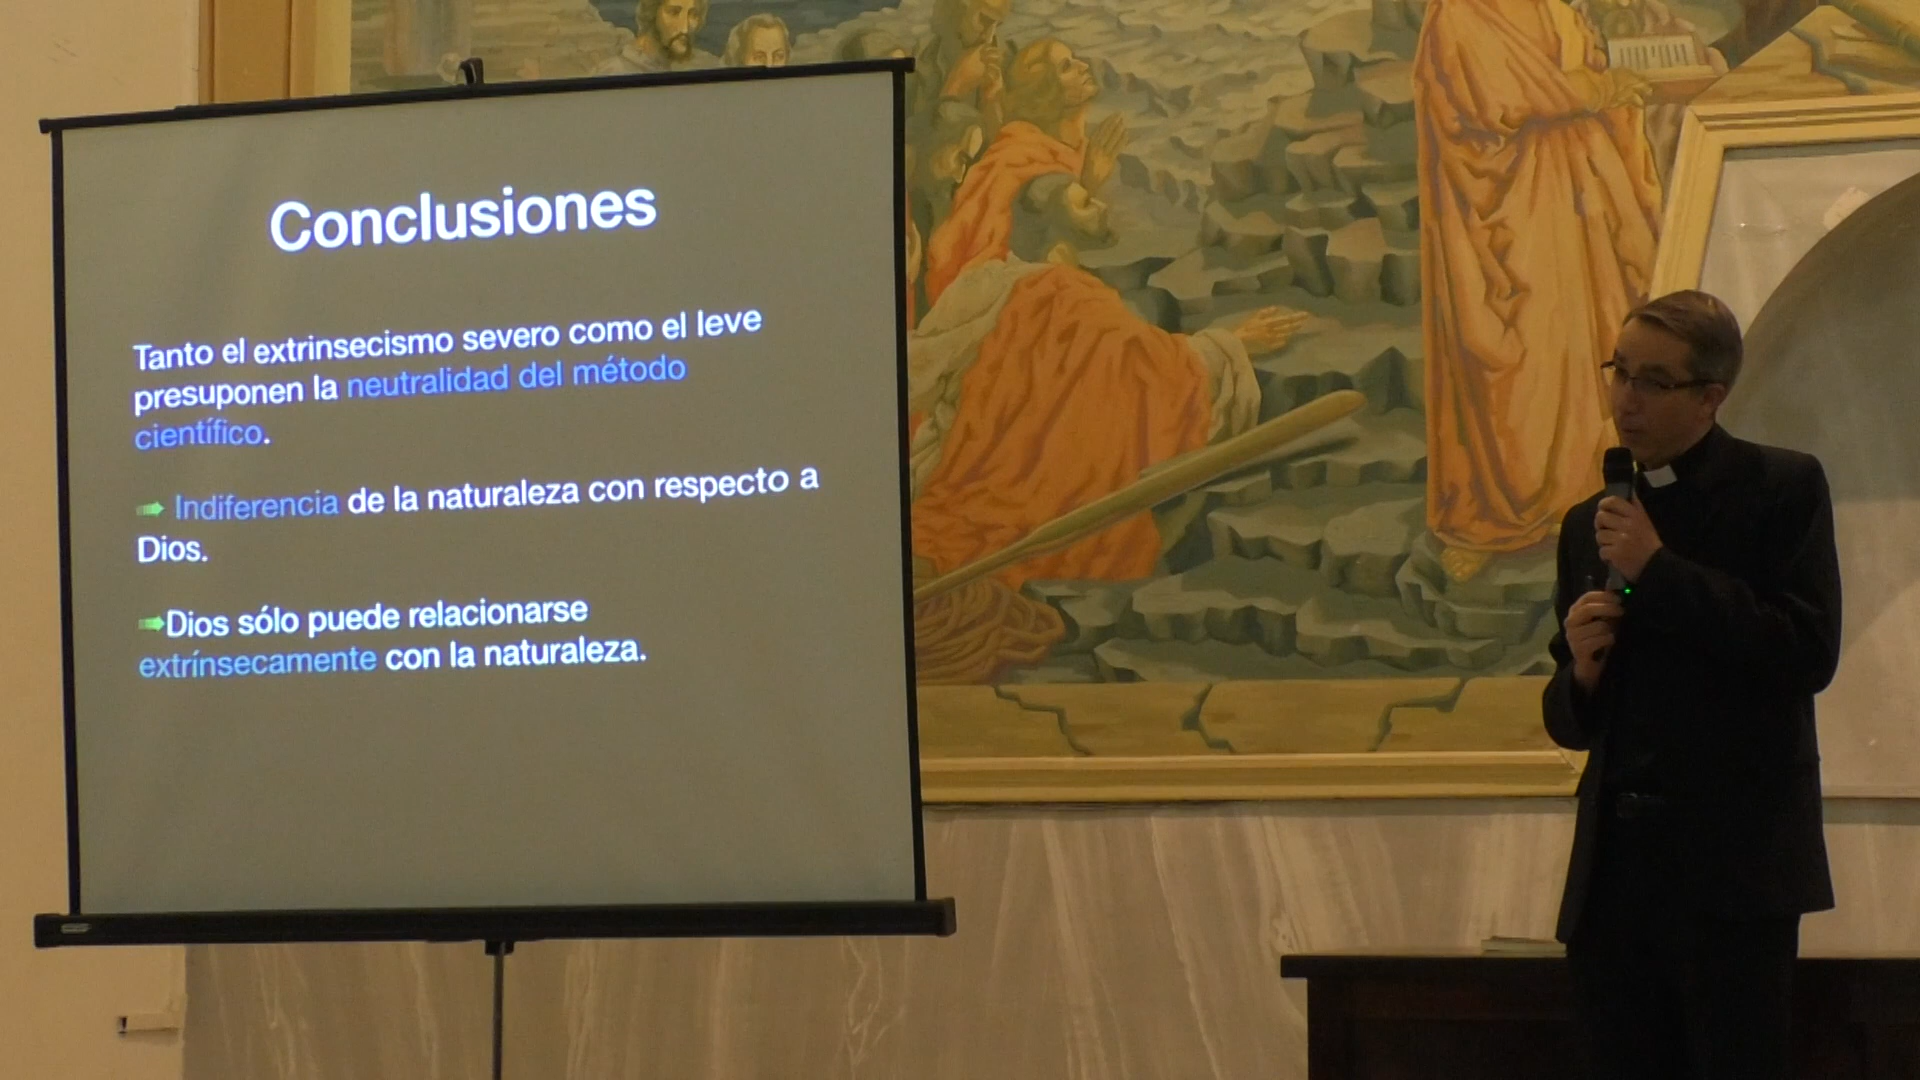 Conclusiones
Tanto el extrinsecismo severo como el leve
presuponen la neutralidad del método
científico.
Indiferencia de la naturaleza con respecto a
Dios.
Dios sólo puede relacionarse
extrínsecamente con la naturaleza.